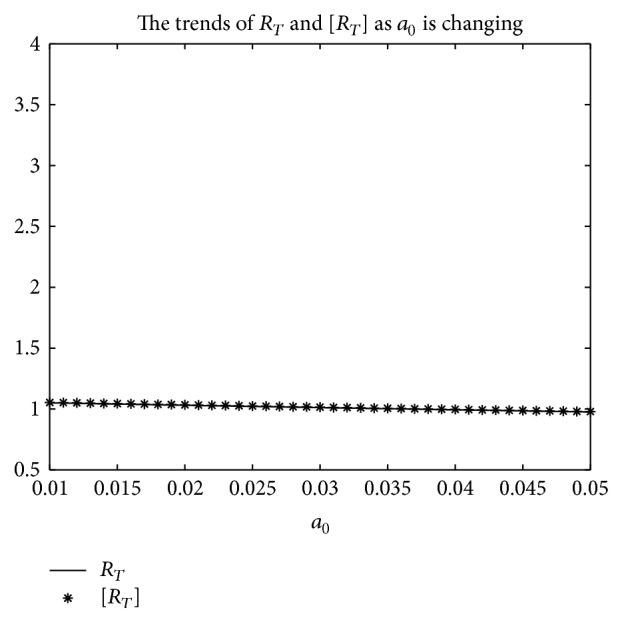 The trends of R_T and [R_T] as a_0 is changing
4
3.5
3
2.5
2
1.5
1
0.5
0.01 0.015 0.02 0.025 0.03 0.035 0.04 0.045 0.05
a_0
R_T
[R_T]